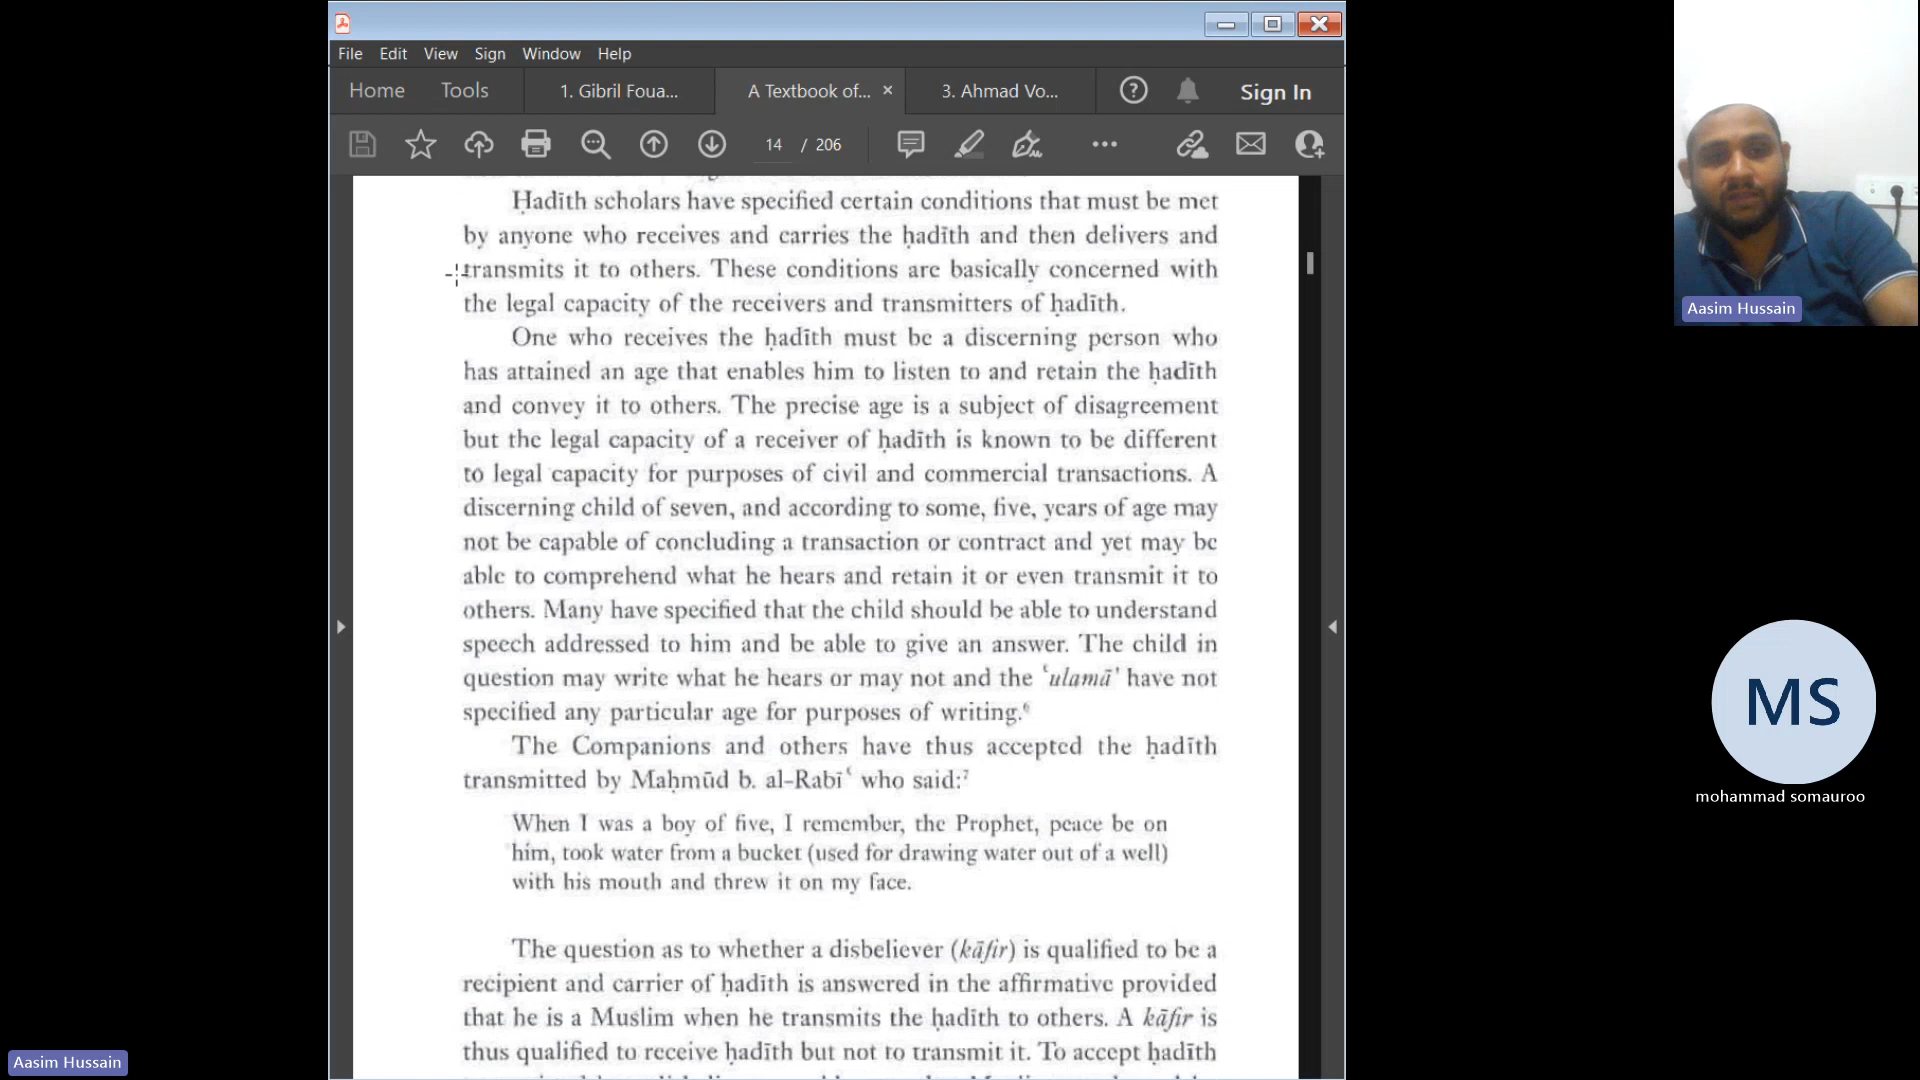 File Edit View Sign Window Help
Home Tools 1. Gibril Foua... A Textbook of... × 3. Ahmad Vo... Sign In
14 / 206
Ḥadīth scholars have specified certain conditions that must be met
by anyone who receives and carries the ḥadīth and then delivers and
transmits it to others. These conditions are basically concerned with
the legal capacity of the receivers and transmitters of ḥadīth.
One who receives the ḥadīth must be a discerning person who
has attained an age that enables him to listen to and retain the ḥadīth
and convey it to others. The precise age is a subject of disagreement
but the legal capacity of a receiver of ḥadīth is known to be different
to legal capacity for purposes of civil and commercial transactions. A
discerning child of seven, and according to some, five, years of age may
not be capable of concluding a transaction or contract and yet may be
able to comprehend what he hears and retain it or even transmit it to
others. Many have specified that the child should be able to understand
speech addressed to him and be able to give an answer. The child in
question may write what he hears or may not and the ʿulamāʾ have not
specified any particular age for purposes of writing.⁶
The Companions and others have thus accepted the ḥadīth
transmitted by Maḥmūd b. al-Rabīʿ who said:⁷
When I was a boy of five, I remember, the Prophet, peace be on
him, took water from a bucket (used for drawing water out of a well)
with his mouth and threw it on my face.
The question as to whether a disbeliever (kāfir) is qualified to be a
recipient and carrier of ḥadīth is answered in the affirmative provided
that he is a Muslim when he transmits the ḥadīth to others. A kāfir is
thus qualified to receive ḥadīth but not to transmit it. To accept ḥadīth
Aasim Hussain
MS
mohammad somauroo
Aasim Hussain